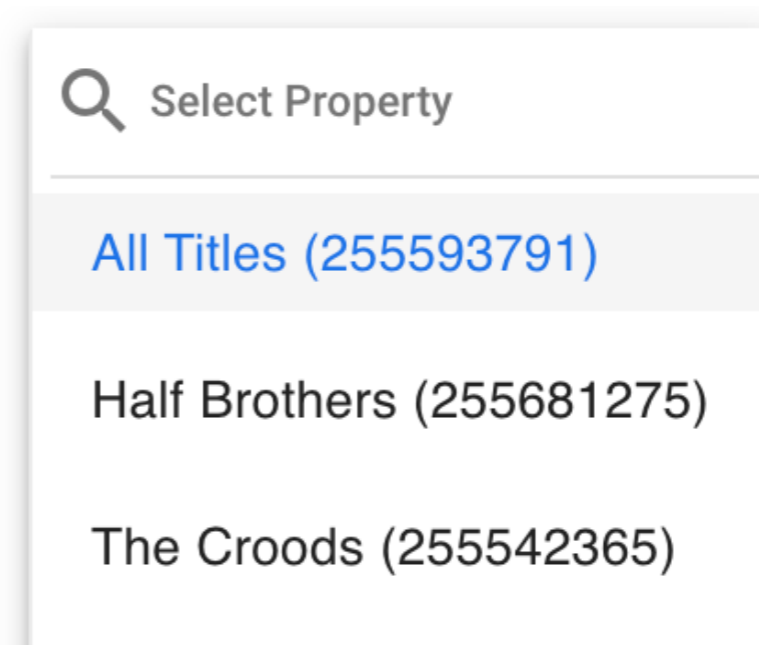 Select Property
All Titles (255593791)
Half Brothers (255681275)
The Croods (255542365)